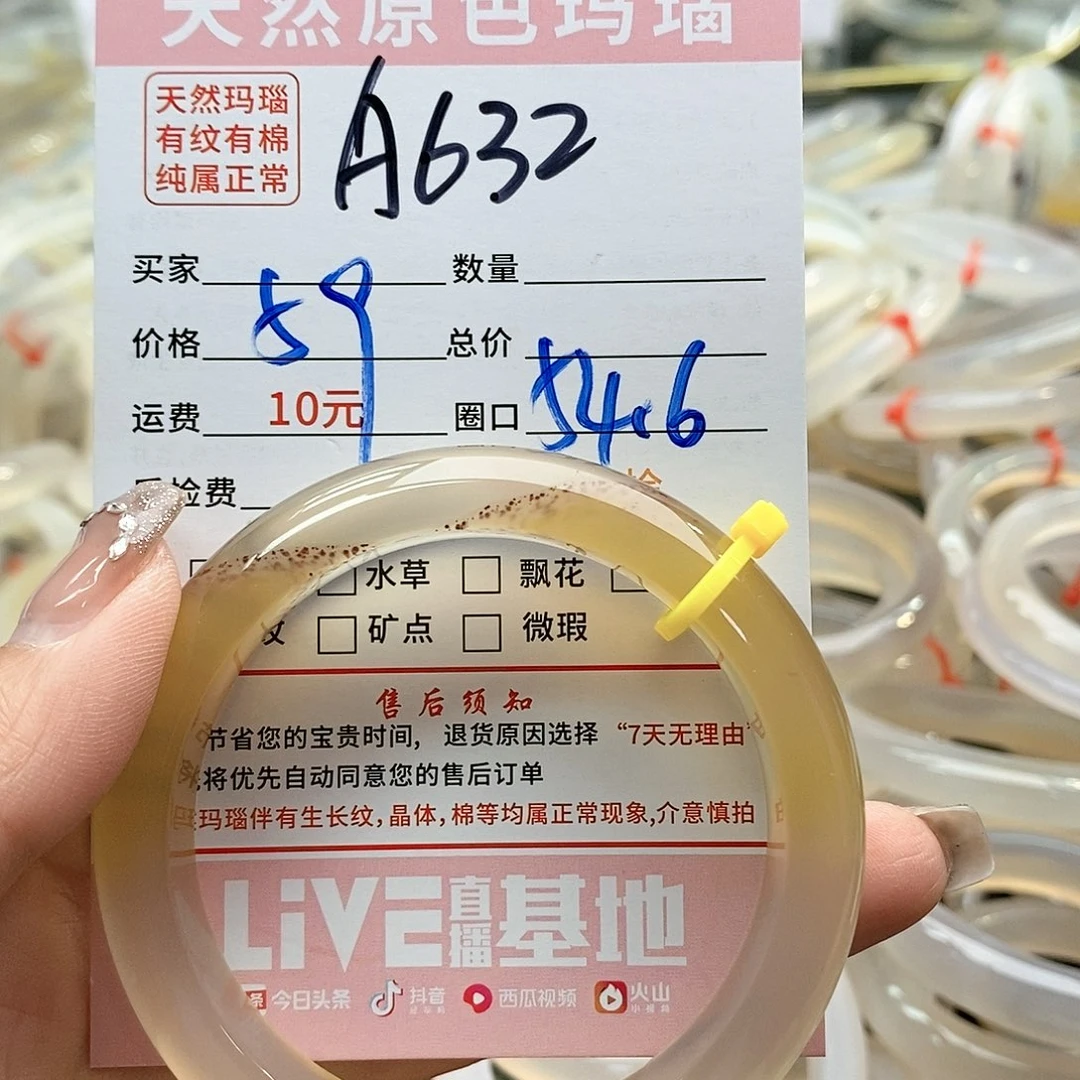 天然原色玛瑙
天然玛瑙
有纹有棉
纯属正常
A632
买家 数量
价格 59 总价
运费 10元 圈口 54.6
检费
水草 飘花
矿点 微瑕
售后须知
节省您的宝贵时间, 退货原因选择 “7天无理由
将优先自动同意您的售后订单
玛瑙伴有生长纹,晶体,棉等均属正常现象,介意慎拍
LiVE直播基地
条 今日头条 抖音 西瓜视频 火山
小视频